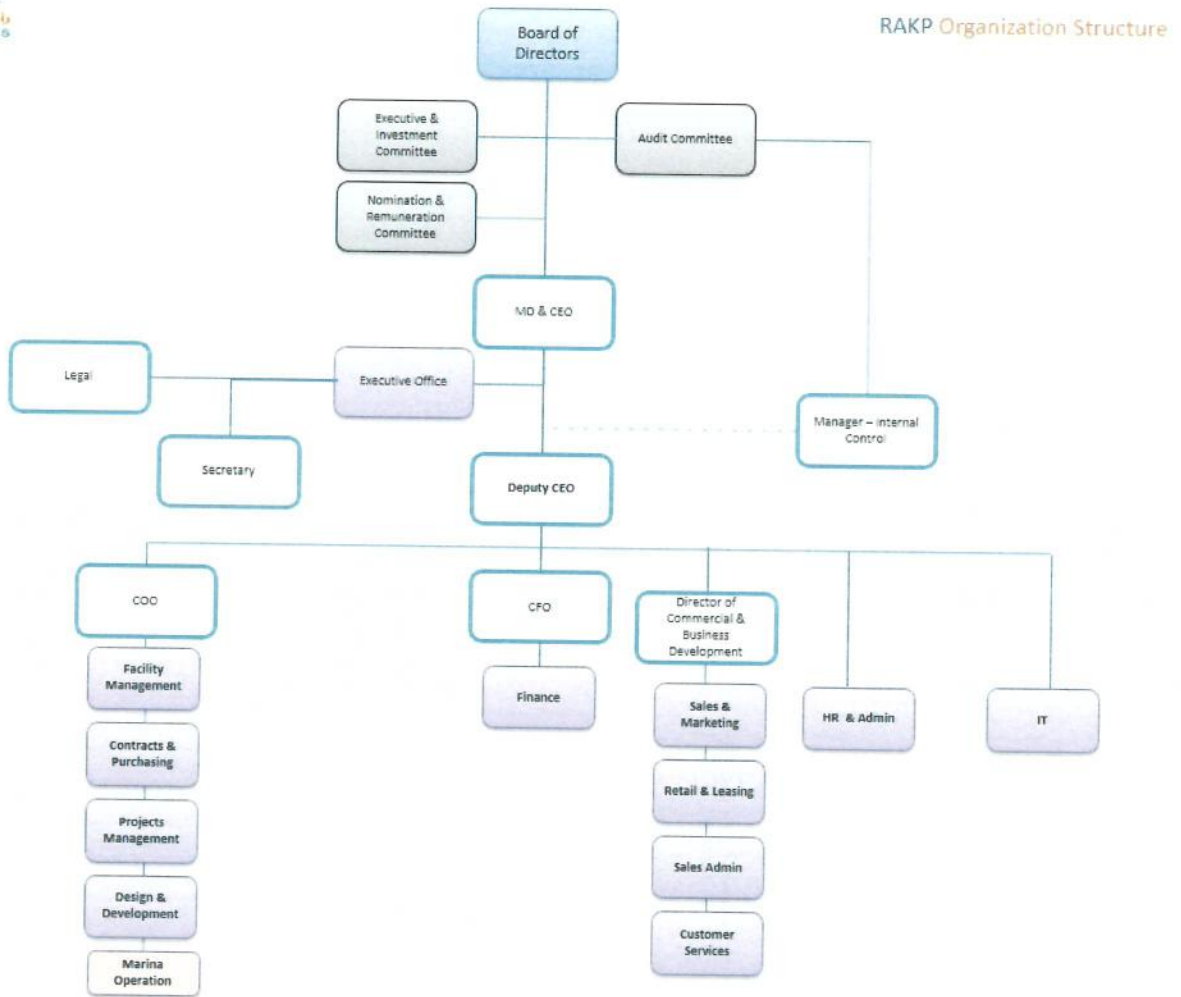 RAKP Organization Structure
Board of
Directors
Executive &
Investment
Committee
Audit Committee
Nomination &
Remuneration
Committee
MD & CEO
Legal
Executive Office
Manager – Internal
Control
Secretary
Deputy CEO
COO
CFO
Director of
Commercial &
Business
Development
Facility
Management
Finance
Sales &
Marketing
HR & Admin
IT
Contracts &
Purchasing
Retail & Leasing
Projects
Management
Sales Admin
Design &
Development
Customer
Services
Marina
Operation